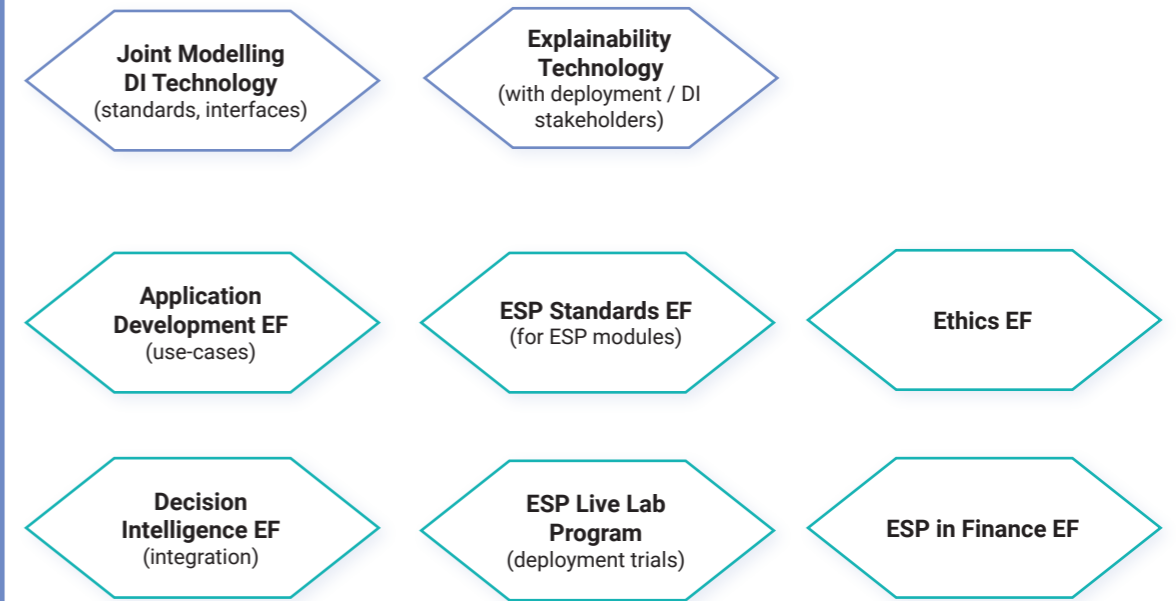 Joint Modelling
DI Technology
(standards, interfaces)
Explainability
Technology
(with deployment / DI
stakeholders)
Application
Development EF
(use-cases)
ESP Standards EF
(for ESP modules)
Ethics EF
Decision
Intelligence EF
(integration)
ESP Live Lab
Program
(deployment trials)
ESP in Finance EF